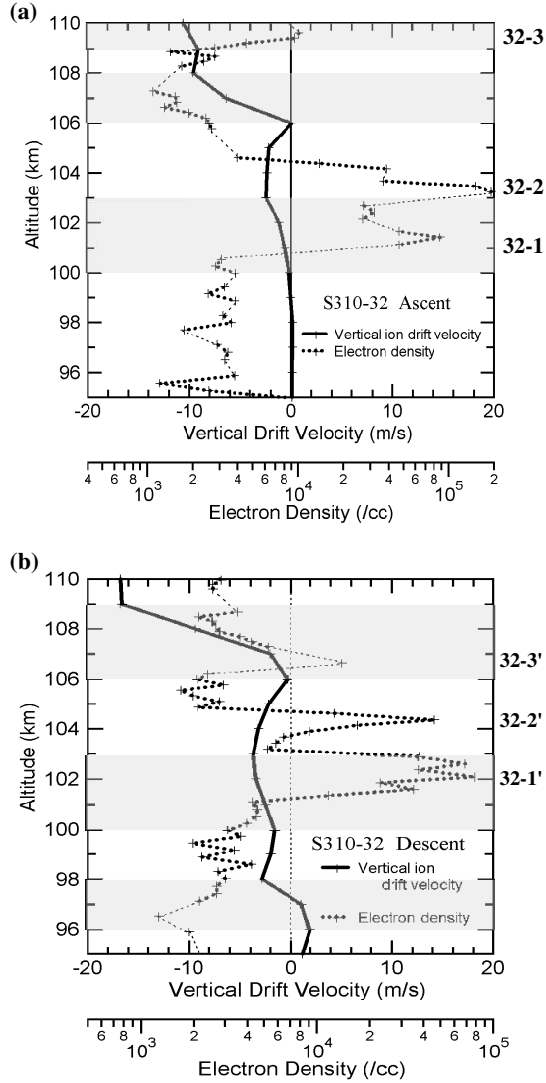 (a)
110
108
106
104
102
100
98
96
Altitude (km)
32-3
32-2
32-1
S310-32 Ascent
Vertical ion drift velocity
Electron density
-20 -10 0 10 20
Vertical Drift Velocity (m/s)
4 6 8 2 4 6 8 2 4 6 8 2
10³ 10⁴ 10⁵
Electron Density (/cc)
(b)
110
108
106
104
102
100
98
96
Altitude (km)
32-3'
32-2'
32-1'
S310-32 Descent
Vertical ion
drift velocity
Electron density
-20 -10 0 10 20
Vertical Drift Velocity (m/s)
6 8 2 4 6 8 2 4 6 8
10³ 10⁴ 10⁵
Electron Density (/cc)